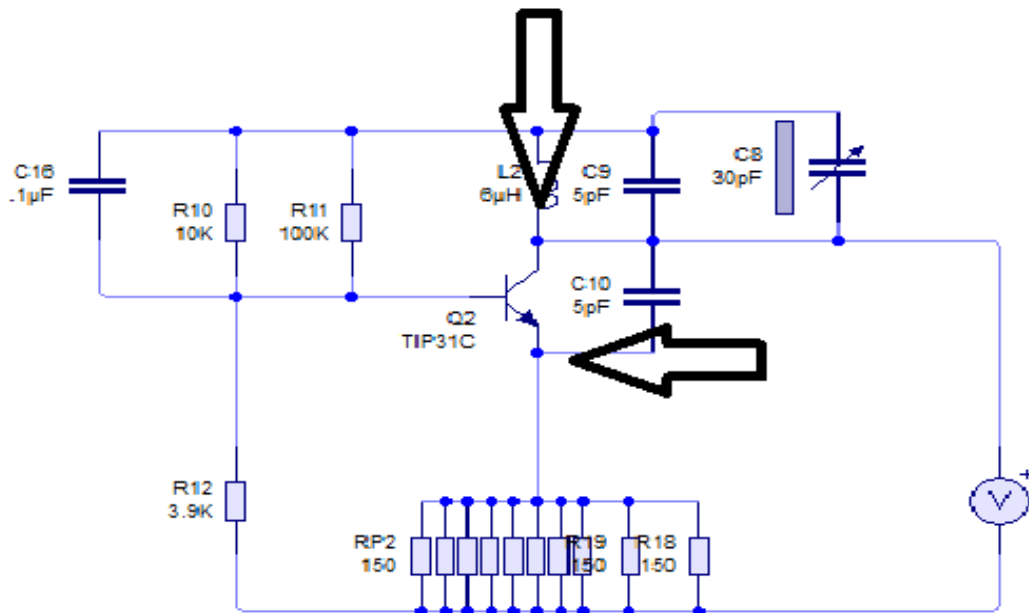 C16
.1µF
R10
10K
R11
100K
L2
6µH
C9
5pF
C8
30pF
C10
5pF
Q2
TIP31C
R12
3.9K
+
V
RP2
150
R19
150
R18
150